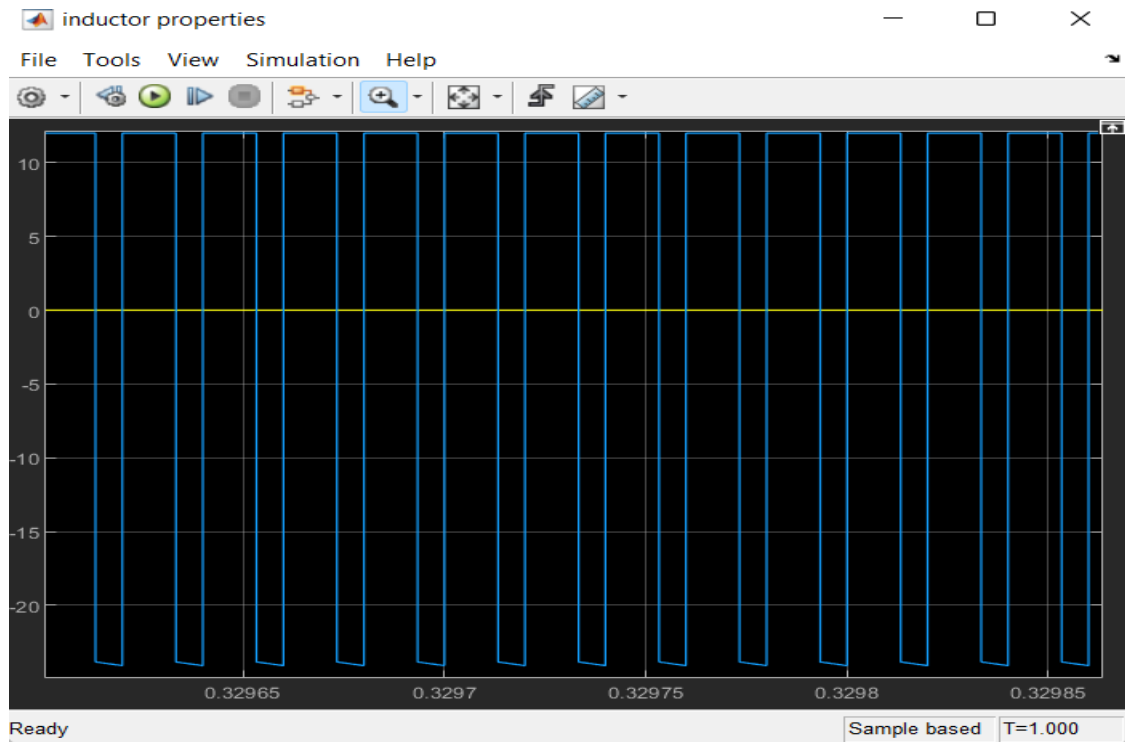 inductor properties
File Tools View Simulation Help
10
5
0
-5
-10
-15
-20
0.32965 0.3297 0.32975 0.3298 0.32985
Ready Sample based T=1.000